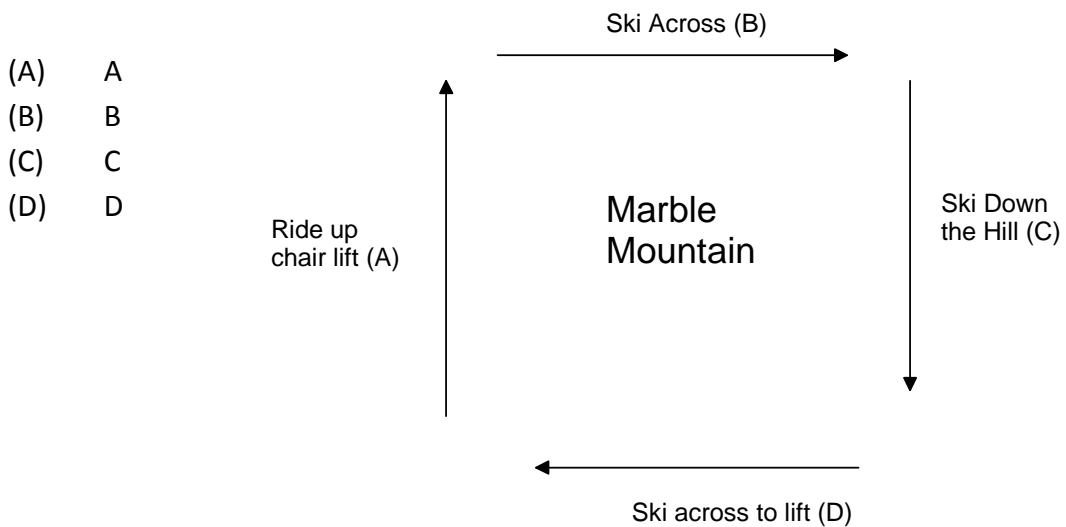 Ski Across (B)
(A) A
(B) B
(C) C
(D) D
Ride up
chair lift (A)
Marble
Mountain
Ski Down
the Hill (C)
Ski across to lift (D)